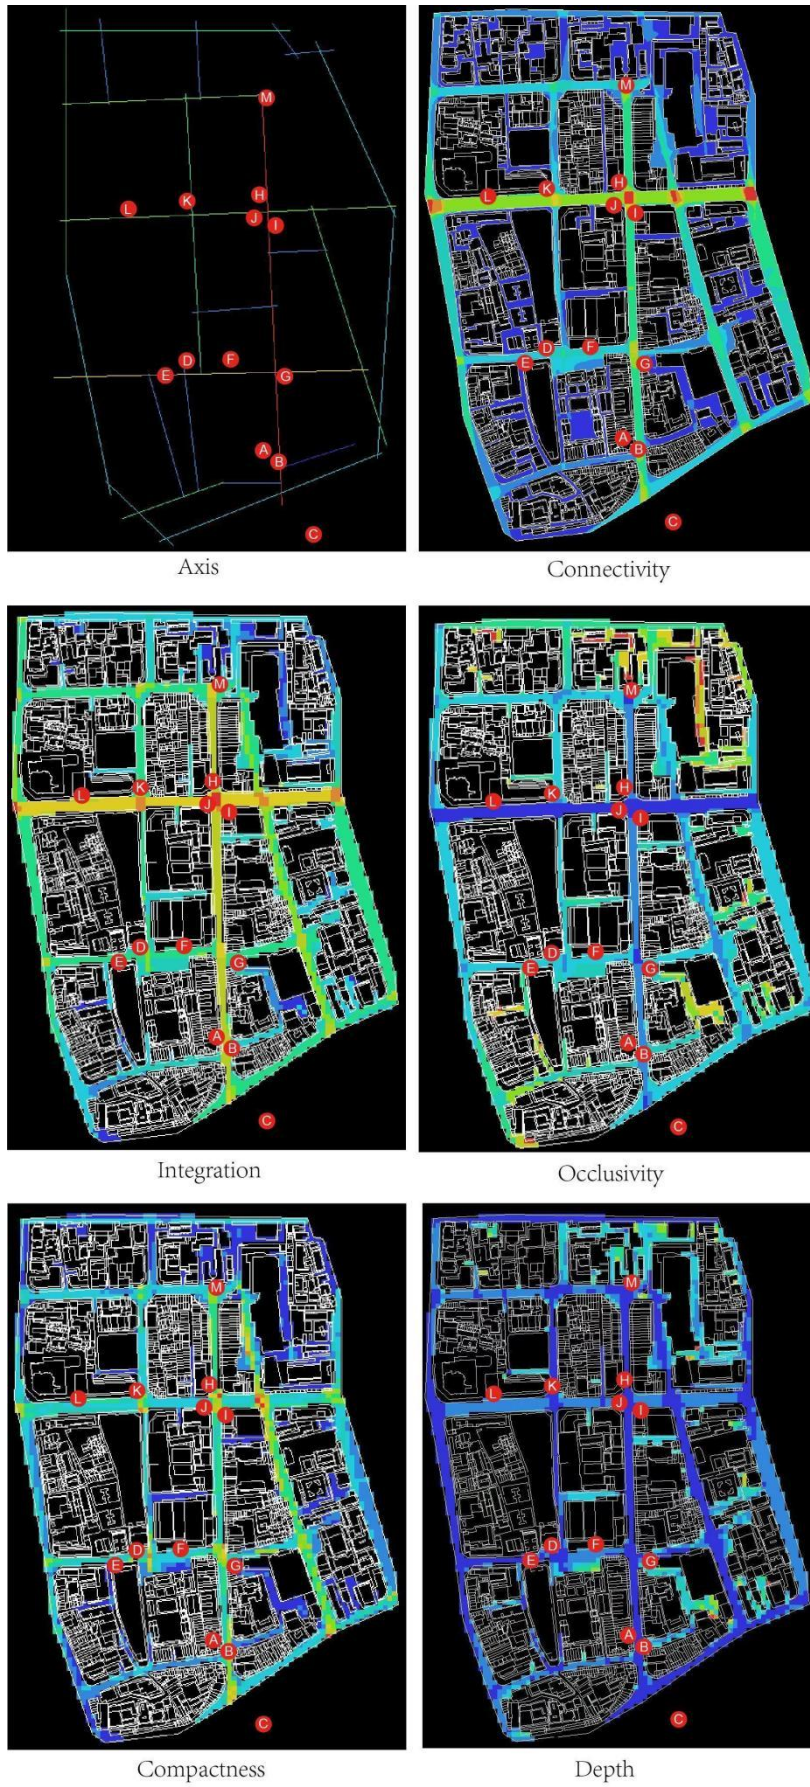 M
H
K
L
J
I
D
F
E
G
A
B
C
Axis
M
H
K
L
J
I
D
F
E
G
A
B
C
Connectivity
M
H
K
L
J
I
D
F
E
G
A
B
C
Integration
M
H
K
L
J
I
D
F
E
G
A
B
C
Occlusivity
M
H
K
L
J
I
D
F
E
G
A
B
C
Compactness
M
H
K
L
J
I
D
F
E
G
A
B
C
Depth